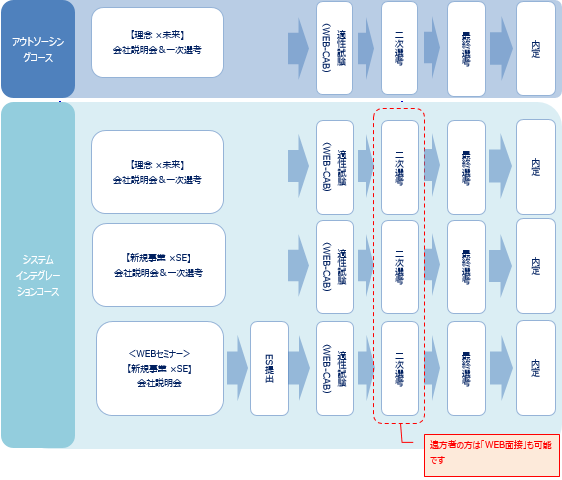 アウトソーシン
グコース
【理念 ×未来】
会社説明会＆一次選考
適性試験
（WEB-CAB）
二次選考
最終選考
内定
システム
インテグレー
ションコース
【理念 ×未来】
会社説明会＆一次選考
適性試験
（WEB-CAB）
二次選考
最終選考
内定
【新規事業 ×SE】
会社説明会＆一次選考
適性試験
（WEB-CAB）
二次選考
最終選考
内定
＜WEBセミナー＞
【新規事業 ×SE】
会社説明会
ES提出
適性試験
（WEB-CAB）
二次選考
最終選考
内定
遠方者の方は「WEB面接」も可能
です